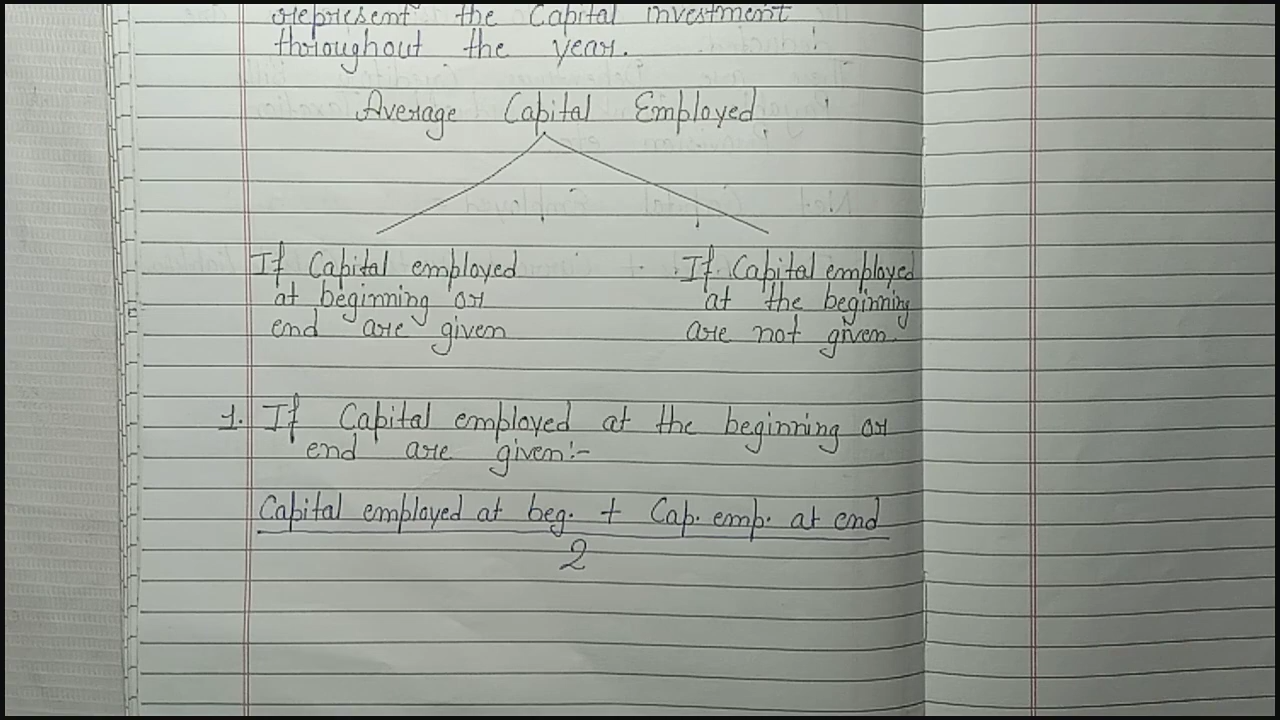 represent the Capital investment
throughout the year.
Average Capital Employed
If Capital employed
at beginning or
end are given
If Capital employed
at the beginning
are not given
1. If Capital employed at the beginning or
end are given:-
Capital employed at beg. + Cap. emp. at end
2